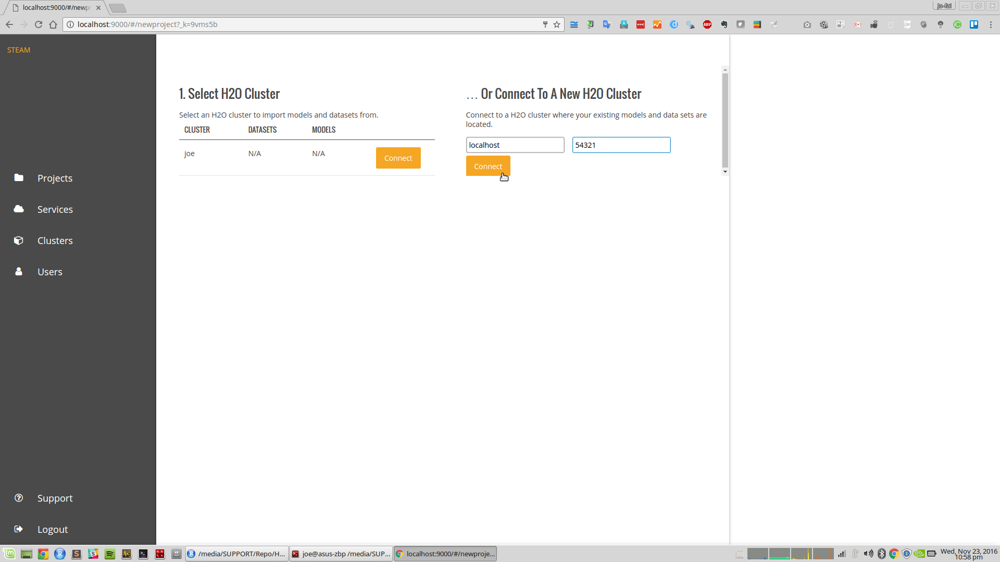 localhost:9000/#/newpr
Jo-fai
localhost:9000/#/newproject?_k=9vms5b
STEAM
Projects
Services
Clusters
Users
Support
Logout
1. Select H2O Cluster
Select an H2O cluster to import models and datasets from.
CLUSTER DATASETS MODELS
joe N/A N/A Connect
... Or Connect To A New H2O Cluster
Connect to a H2O cluster where your existing models and data sets are
located.
localhost 54321
Connect
/media/SUPPORT/Repo/H...
joe@asus-zbp /media/SUP...
localhost:9000/#/newproje...
Wed, Nov 23, 2016
10:58 pm